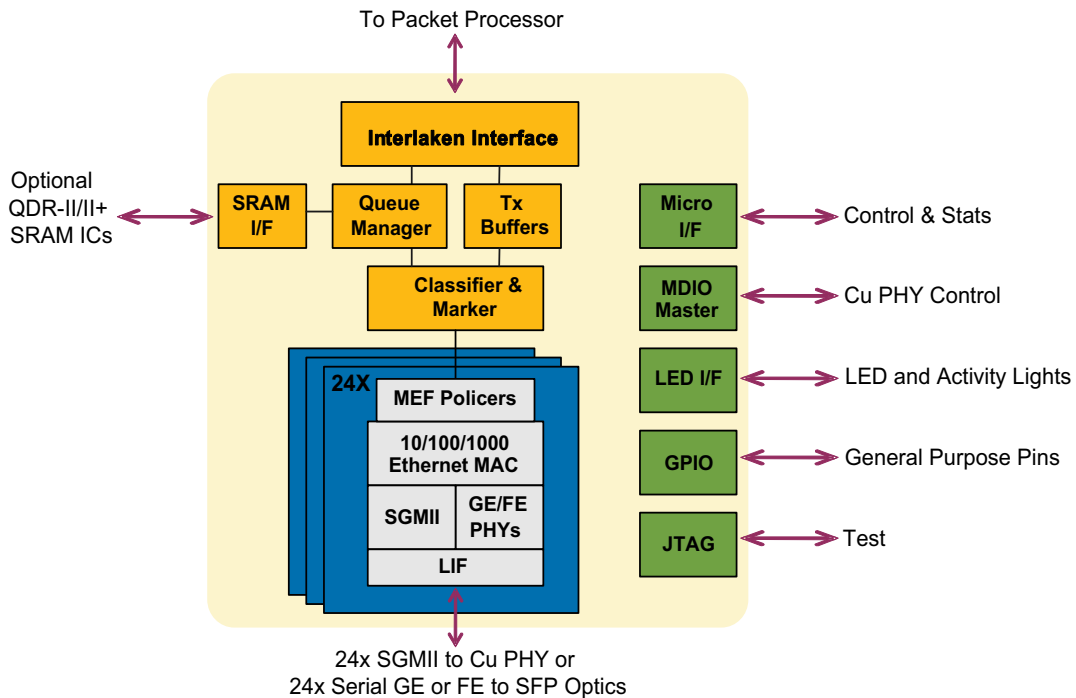 To Packet Processor
Interlaken Interface
Optional
QDR-II/II+
SRAM ICs
SRAM
I/F
Queue
Manager
Tx
Buffers
Classifier &
Marker
24X
MEF Policers
10/100/1000
Ethernet MAC
SGMII
GE/FE
PHYs
LIF
24x SGMII to Cu PHY or
24x Serial GE or FE to SFP Optics
Micro
I/F
Control & Stats
MDIO
Master
Cu PHY Control
LED I/F
LED and Activity Lights
GPIO
General Purpose Pins
JTAG
Test